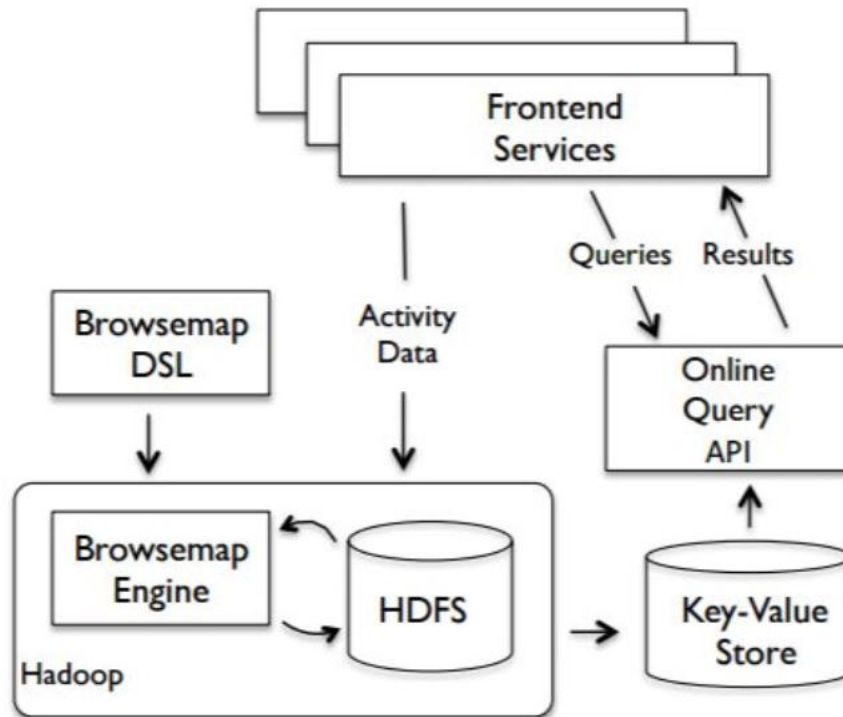 Frontend
Services
Queries
Results
Browsemap
DSL
Activity
Data
Online
Query
API
Browsemap
Engine
HDFS
Key-Value
Store
Hadoop